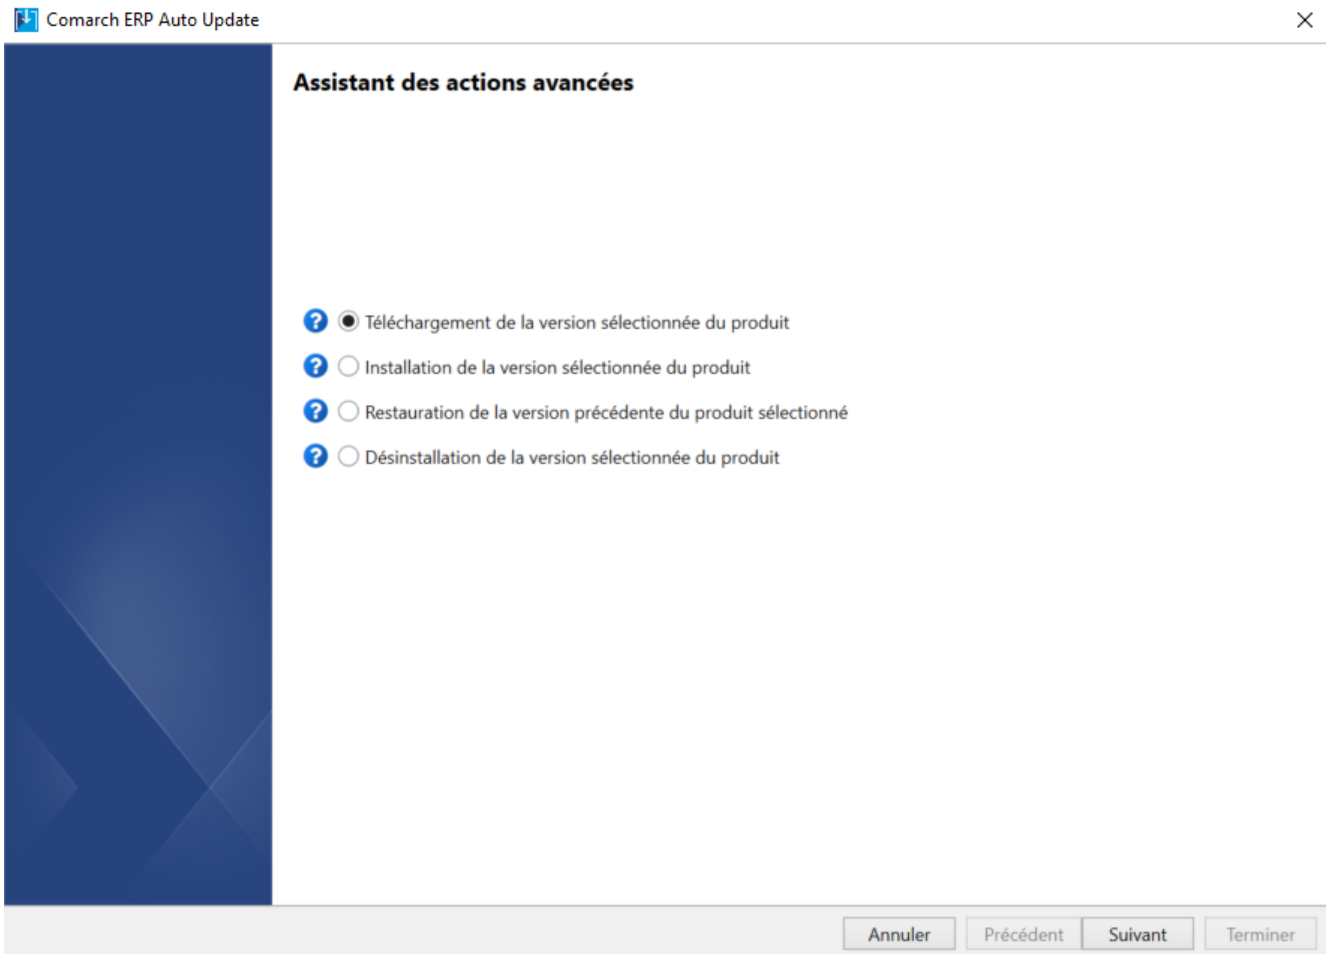 Comarch ERP Auto Update
Assistant des actions avancées
? Téléchargement de la version sélectionnée du produit
? Installation de la version sélectionnée du produit
? Restauration de la version précédente du produit sélectionné
? Désinstallation de la version sélectionnée du produit
Annuler Précédent Suivant Terminer